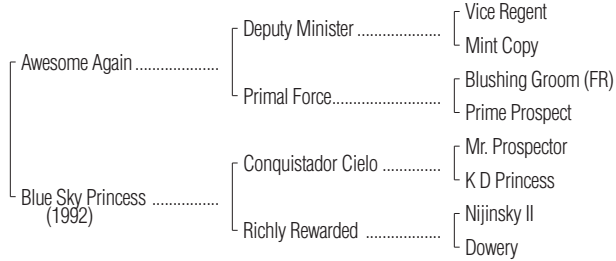 Vice Regent
Deputy Minister ....................
Mint Copy
Awesome Again ....................
Blushing Groom (FR)
Primal Force..........................
Prime Prospect
Mr. Prospector
Conquistador Cielo ..............
K D Princess
Blue Sky Princess ................
(1992)
Nijinsky II
Richly Rewarded ..................
Dowery